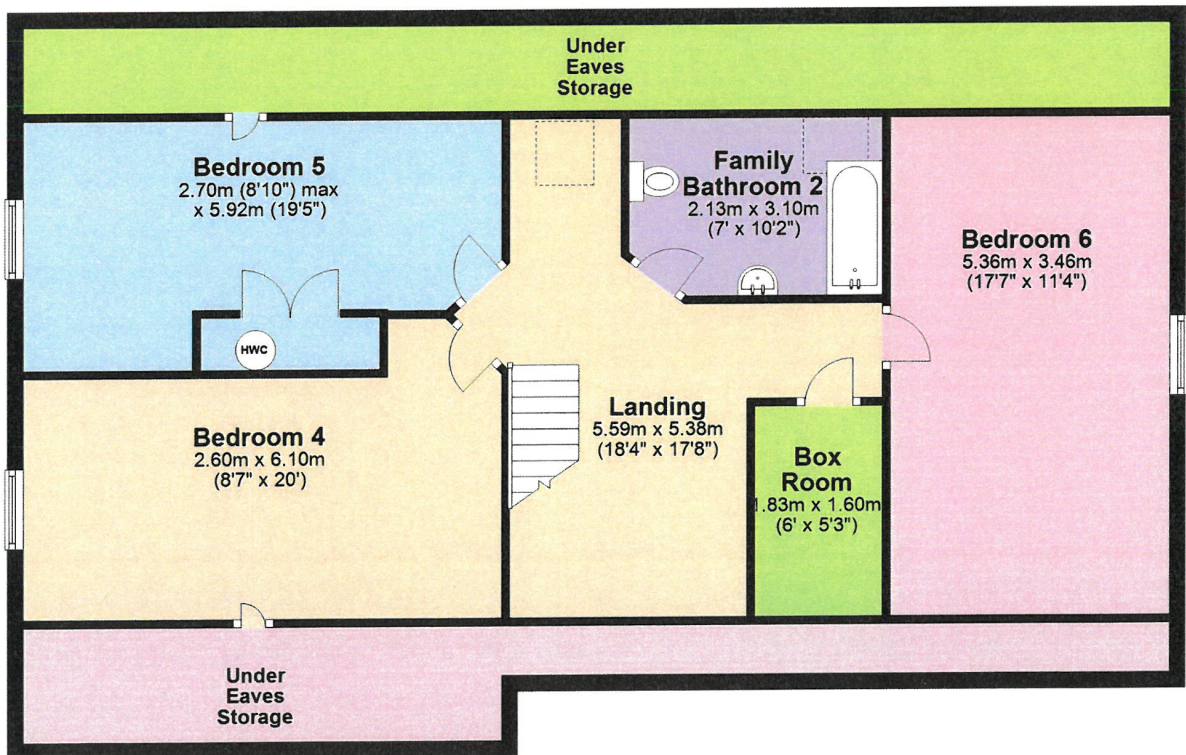 Under
Eaves
Storage
Bedroom 5
2.70m (8'10") max
x 5.92m (19'5")
Family
Bathroom 2
2.13m x 3.10m
(7' x 10'2")
Bedroom 6
5.36m x 3.46m
(17'7" x 11'4")
HWC
Bedroom 4
2.60m x 6.10m
(8'7" x 20')
Landing
5.59m x 5.38m
(18'4" x 17'8")
Box
Room
1.83m x 1.60m
(6' x 5'3")
Under
Eaves
Storage